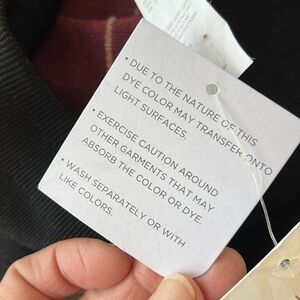 • DUE TO THE NATURE OF THIS
DYE COLOR MAY TRANSFER ONTO
LIGHT SURFACES.
• EXERCISE CAUTION AROUND
OTHER GARMENTS THAT MAY
ABSORB THE COLOR OR DYE.
• WASH SEPARATELY OR WITH
LIKE COLORS.